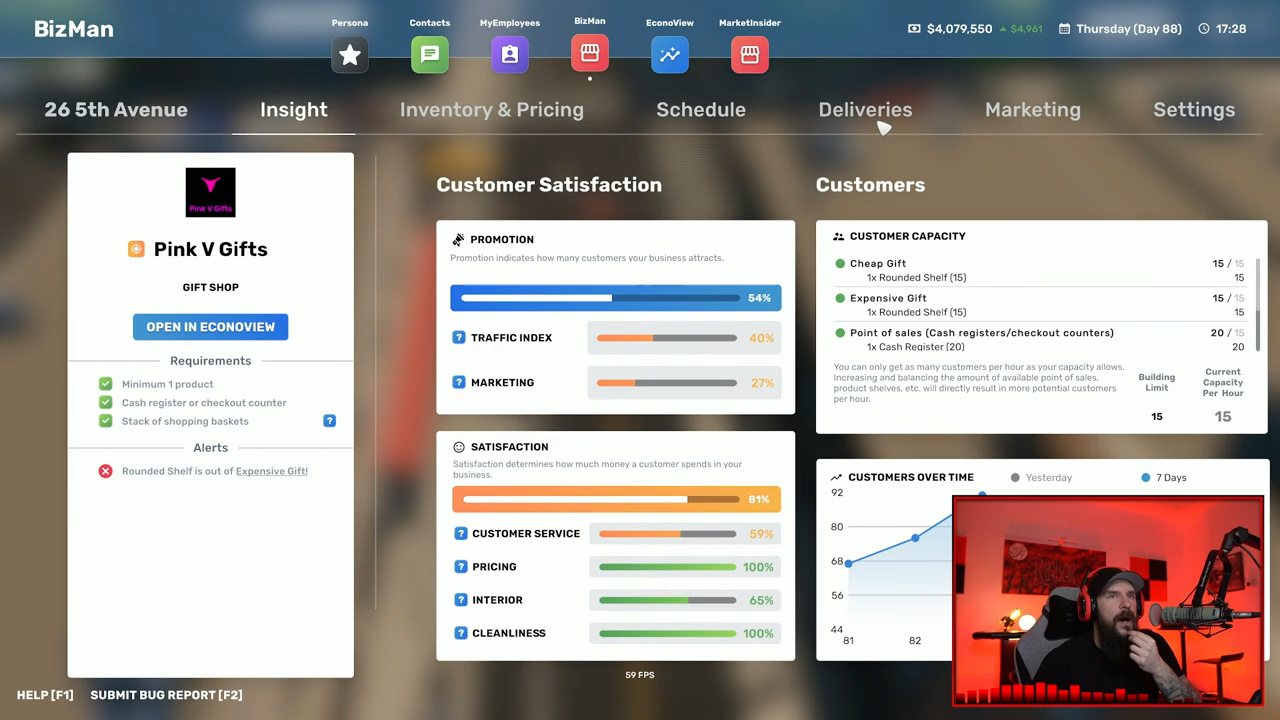 BizMan
Persona
Contacts
MyEmployees
BizMan
EconoView
MarketInsider
$4,079,550 ▲ $4,961
Thursday (Day 88)
17:28
26 5th Avenue
Insight
Inventory & Pricing
Schedule
Deliveries
Marketing
Settings
Pink V Gifts
Pink V Gifts
GIFT SHOP
OPEN IN ECONOVIEW
Requirements
Minimum 1 product
Cash register or checkout counter
Stack of shopping baskets ?
Alerts
Rounded Shelf is out of Expensive Gift!
Customer Satisfaction
PROMOTION
Promotion indicates how many customers your business attracts.
54%
? TRAFFIC INDEX 40%
? MARKETING 27%
SATISFACTION
Satisfaction determines how much money a customer spends in your
business.
81%
? CUSTOMER SERVICE 59%
? PRICING 100%
? INTERIOR 65%
? CLEANLINESS 100%
Customers
CUSTOMER CAPACITY
Cheap Gift 15 / 15
1x Rounded Shelf (15) 15
Expensive Gift 15 / 15
1x Rounded Shelf (15) 15
Point of sales (Cash registers/checkout counters) 20 / 15
1x Cash Register (20) 20
You can only get as many customers per hour as your capacity allows.
Increasing and balancing the amount of available point of sales,
product shelves, etc. will directly result in more potential customers
per hour.
Building
Limit
15
Current
Capacity
Per Hour
15
CUSTOMERS OVER TIME
Yesterday
7 Days
92
80
68
56
44
81
82
59 FPS
HELP [F1]
SUBMIT BUG REPORT [F2]